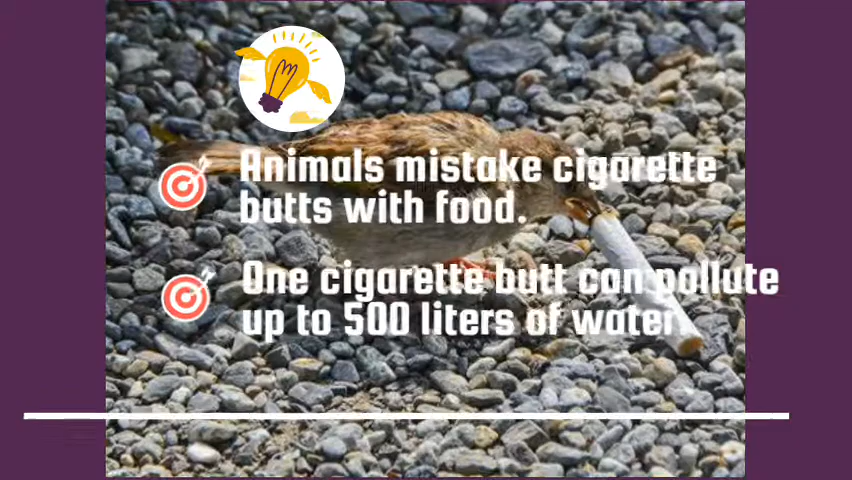 Animals mistake cigarette
butts with food.
One cigarette butt can pollute
up to 500 liters of water.